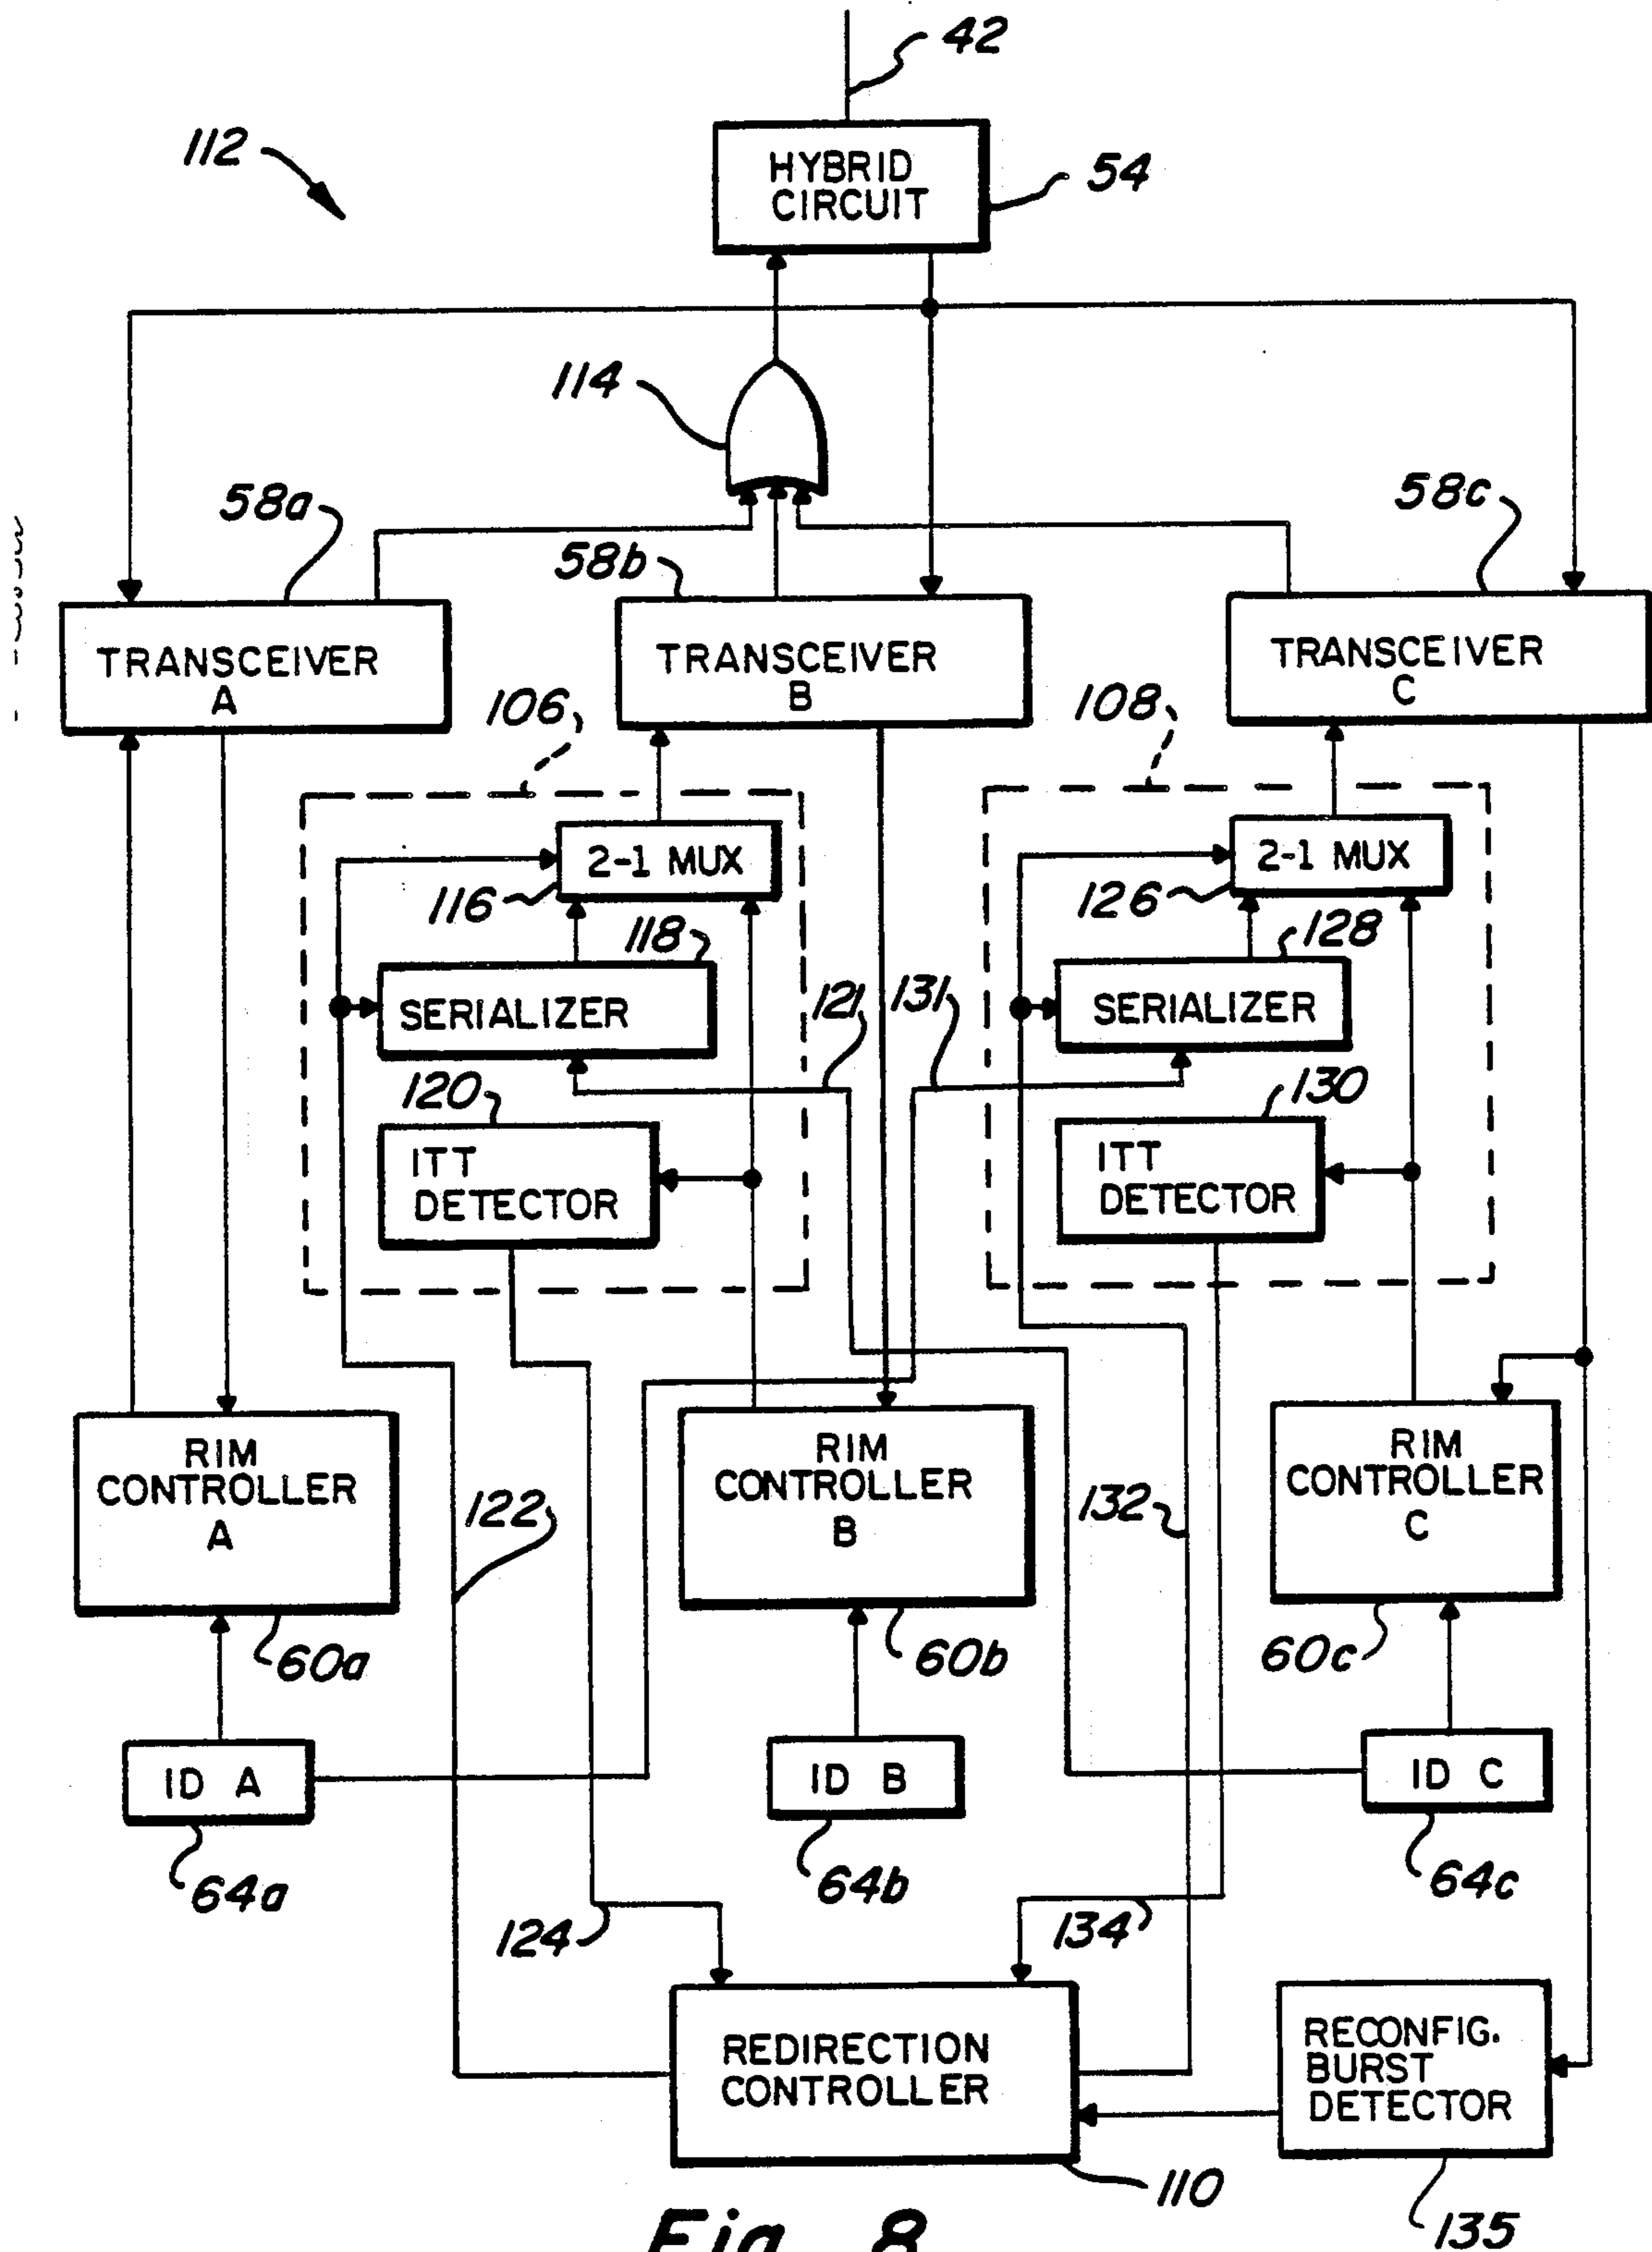 42
112
HYBRID
CIRCUIT
54
114
58a
58b
58c
TRANSCEIVER
A
TRANSCEIVER
B
TRANSCEIVER
C
106
108
2-1 MUX
2-1 MUX
116
126
118
128
SERIALIZER
121
131
SERIALIZER
120
130
ITT
DETECTOR
ITT
DETECTOR
RIM
CONTROLLER
A
RIM
CONTROLLER
B
RIM
CONTROLLER
C
122
132
60a
60b
60c
ID A
ID B
ID C
64a
64b
64c
124
134
REDIRECTION
CONTROLLER
RECONFIG.
BURST
DETECTOR
110
135
Fig. 8